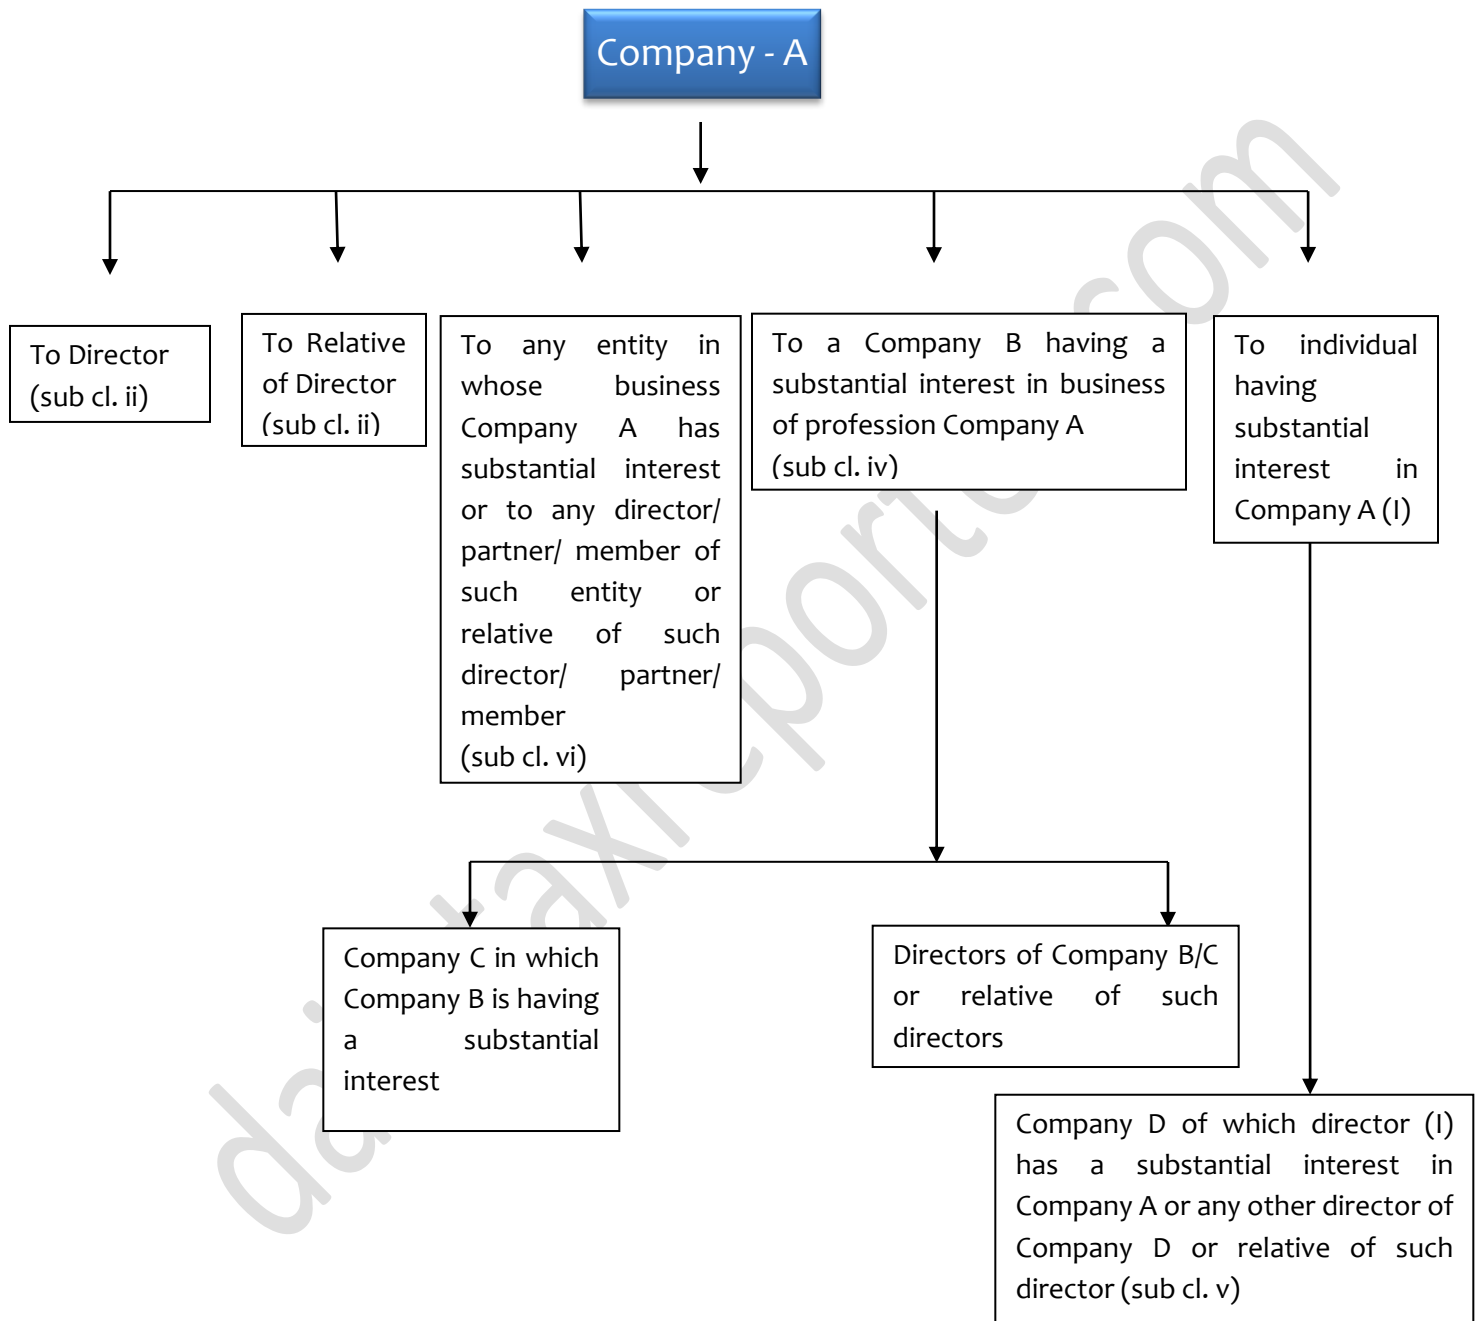 Company - A
To Director
(sub cl. ii)
To Relative
of Director
(sub cl. ii)
To any entity in
whose business
Company A has
substantial interest
or to any director/
partner/ member of
such entity or
relative of such
director/ partner/
member
(sub cl. vi)
To a Company B having a
substantial interest in business
of profession Company A
(sub cl. iv)
To individual
having
substantial
interest in
Company A (I)
Company C in which
Company B is having
a substantial
interest
Directors of Company B/C
or relative of such
directors
Company D of which director (I)
has a substantial interest in
Company A or any other director of
Company D or relative of such
director (sub cl. v)